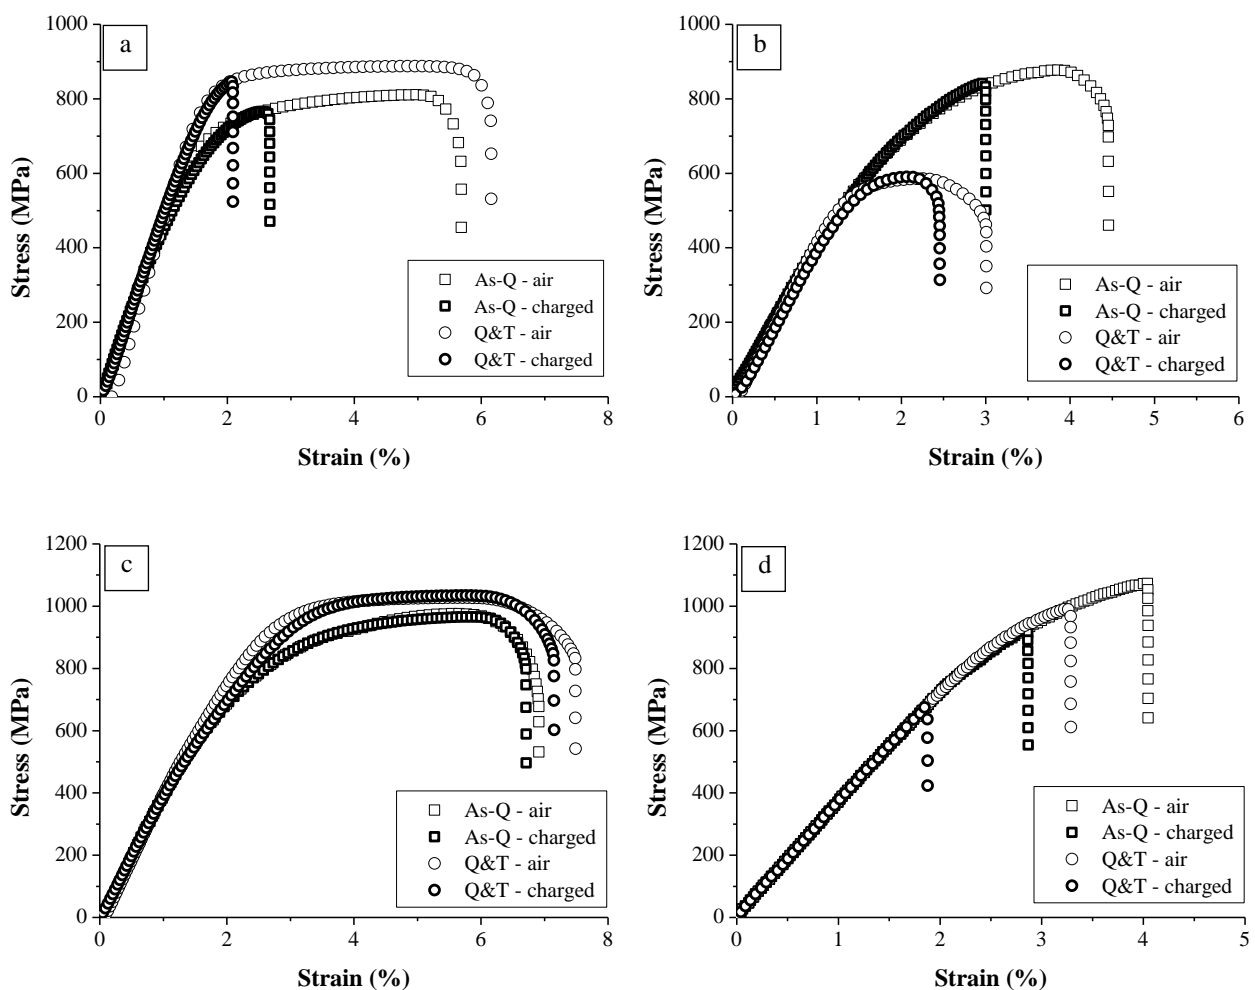 a
Stress (MPa)
1000
800
600
400
200
0
0 2 4 6 8
Strain (%)
As-Q - air
As-Q - charged
Q&T - air
Q&T - charged
b
Stress (MPa)
1000
800
600
400
200
0
0 1 2 3 4 5 6
Strain (%)
As-Q - air
As-Q - charged
Q&T - air
Q&T - charged
c
Stress (MPa)
1200
1000
800
600
400
200
0
0 2 4 6 8
Strain (%)
As-Q - air
As-Q - charged
Q&T - air
Q&T - charged
d
Stress (MPa)
1200
1000
800
600
400
200
0
0 1 2 3 4 5
Strain (%)
As-Q - air
As-Q - charged
Q&T - air
Q&T - charged